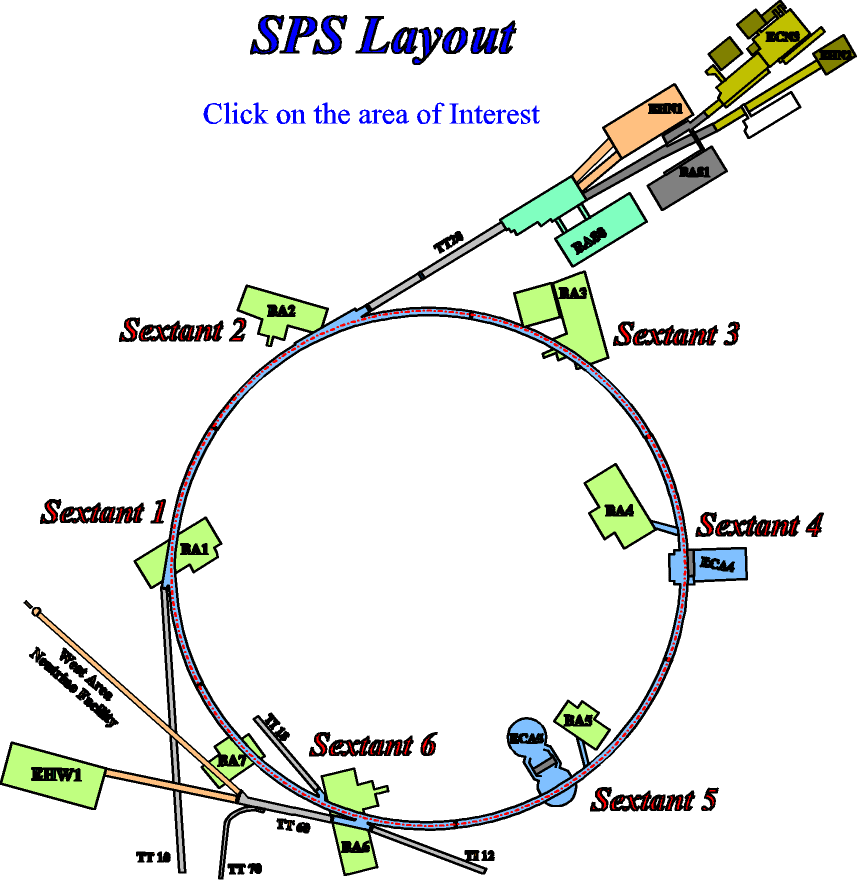 SPS Layout
Click on the area of Interest
ECN3
EHN2
EHN1
BA81
BA80
TT20
BA2
BA3
Sextant 2
Sextant 3
BA4
Sextant 1
Sextant 4
BA1
ECA4
West Area
Neutrino Facility
TI 18
BA5
ECA5
Sextant 6
BA7
EHW1
Sextant 5
TT 60
BA6
TT 10
TT 70
TI 12